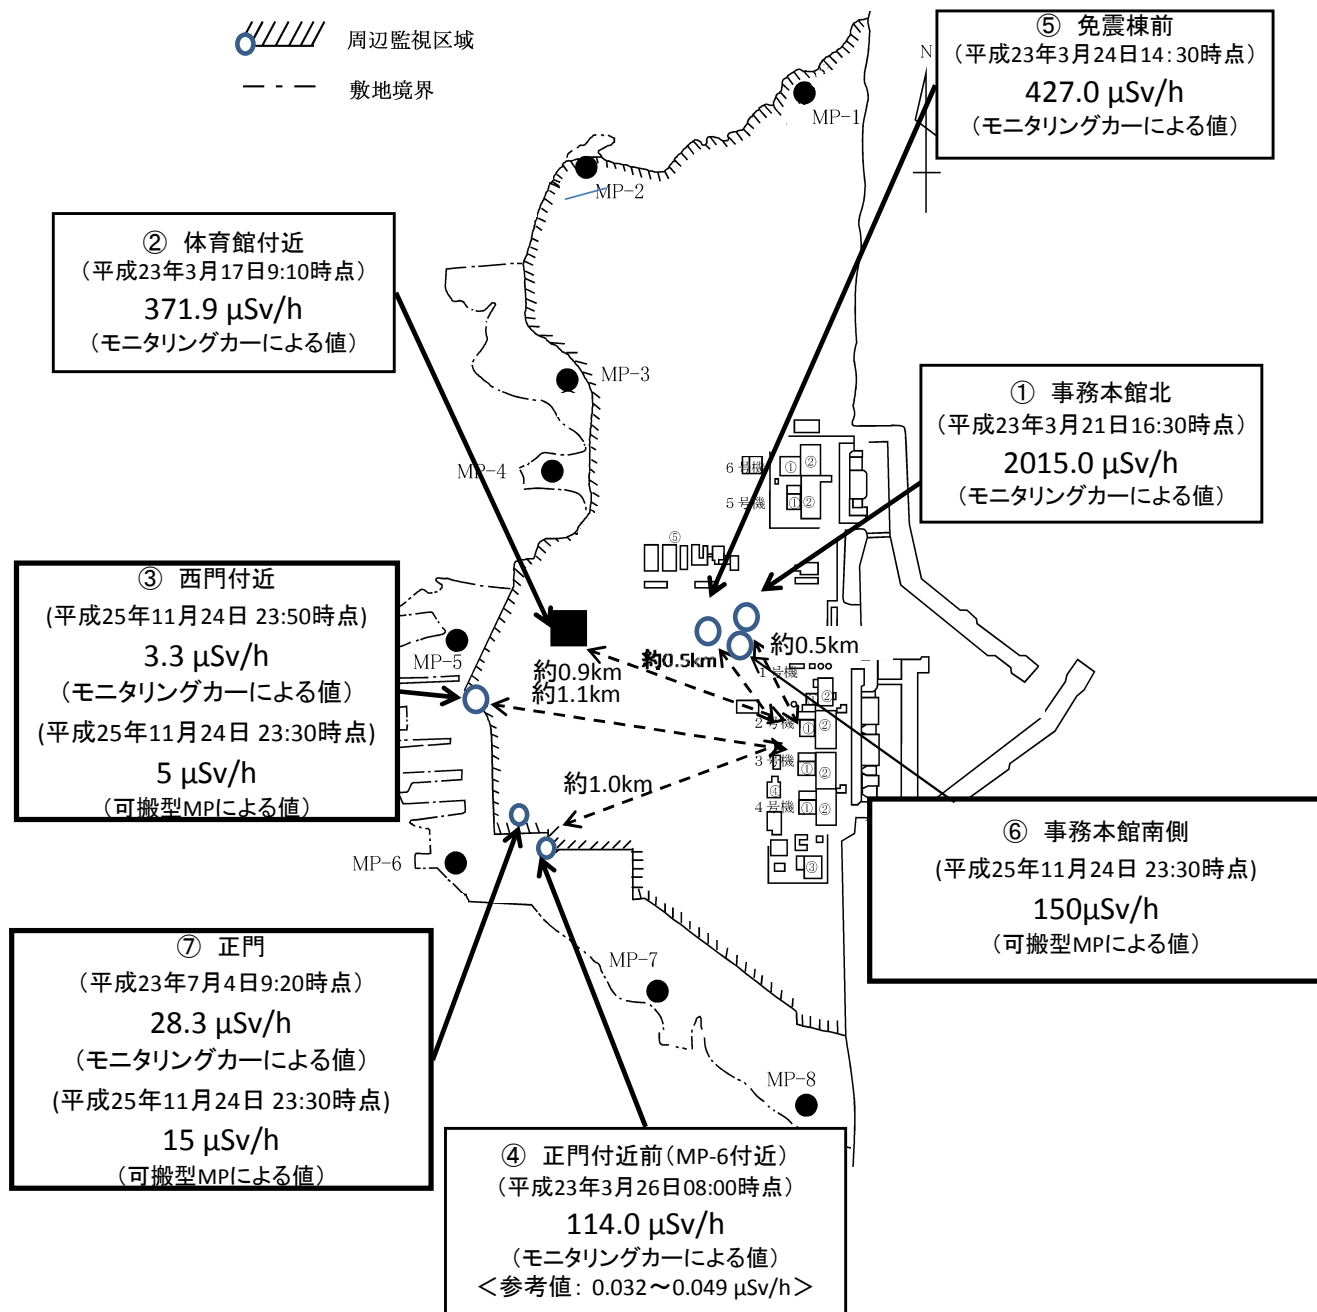 周辺監視区域
敷地境界
⑤ 免震棟前
（平成23年3月24日14:30時点）
427.0 μSv/h
（モニタリングカーによる値）
N
MP-1
MP-2
② 体育館付近
（平成23年3月17日9:10時点）
371.9 μSv/h
（モニタリングカーによる値）
MP-3
MP-4
① 事務本館北
（平成23年3月21日16:30時点）
2015.0 μSv/h
（モニタリングカーによる値）
6号機
①
②
5号機
①
②
⑤
③ 西門付近
(平成25年11月24日 23:50時点)
3.3 μSv/h
（モニタリングカーによる値）
(平成25年11月24日 23:30時点)
5 μSv/h
（可搬型MPによる値）
MP-5
約0.9km
約1.1km
約0.5km
約0.5km
1号機
②
2号機
①
②
3号機
①
②
約1.0km
④
4号機
①
②
③
MP-6
⑥ 事務本館南側
(平成25年11月24日 23:30時点)
150μSv/h
（可搬型MPによる値）
⑦ 正門
（平成23年7月4日9:20時点）
28.3 μSv/h
（モニタリングカーによる値）
(平成25年11月24日 23:30時点)
15 μSv/h
（可搬型MPによる値）
MP-7
MP-8
④ 正門付近前（MP-6付近）
（平成23年3月26日08:00時点）
114.0 μSv/h
（モニタリングカーによる値）
＜参考値: 0.032～0.049 μSv/h＞